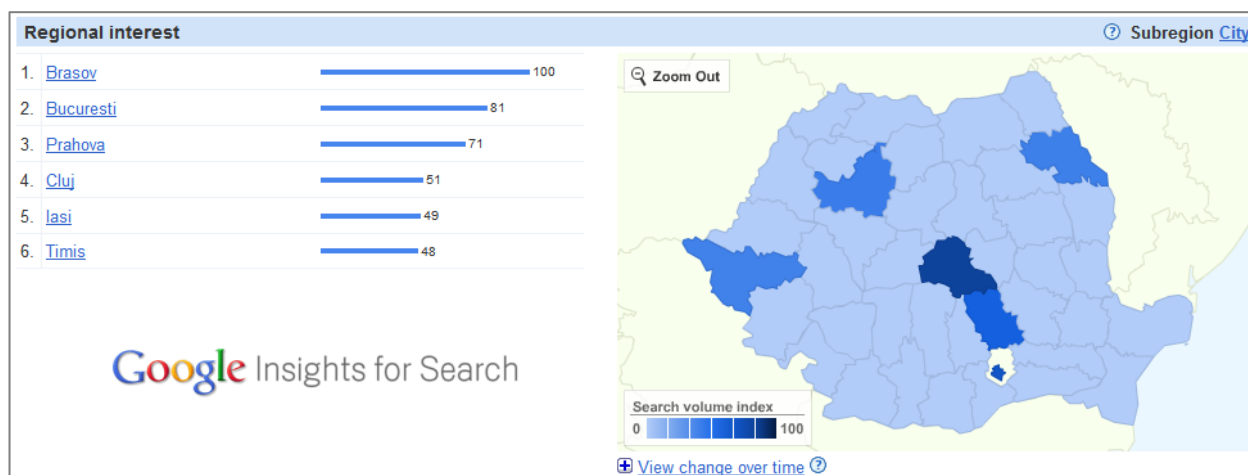 Regional interest
? Subregion City
1. Brasov 100
2. Bucuresti 81
3. Prahova 71
4. Cluj 51
5. Iasi 49
6. Timis 48
Google Insights for Search
Zoom Out
Search volume index
0 100
View change over time ?